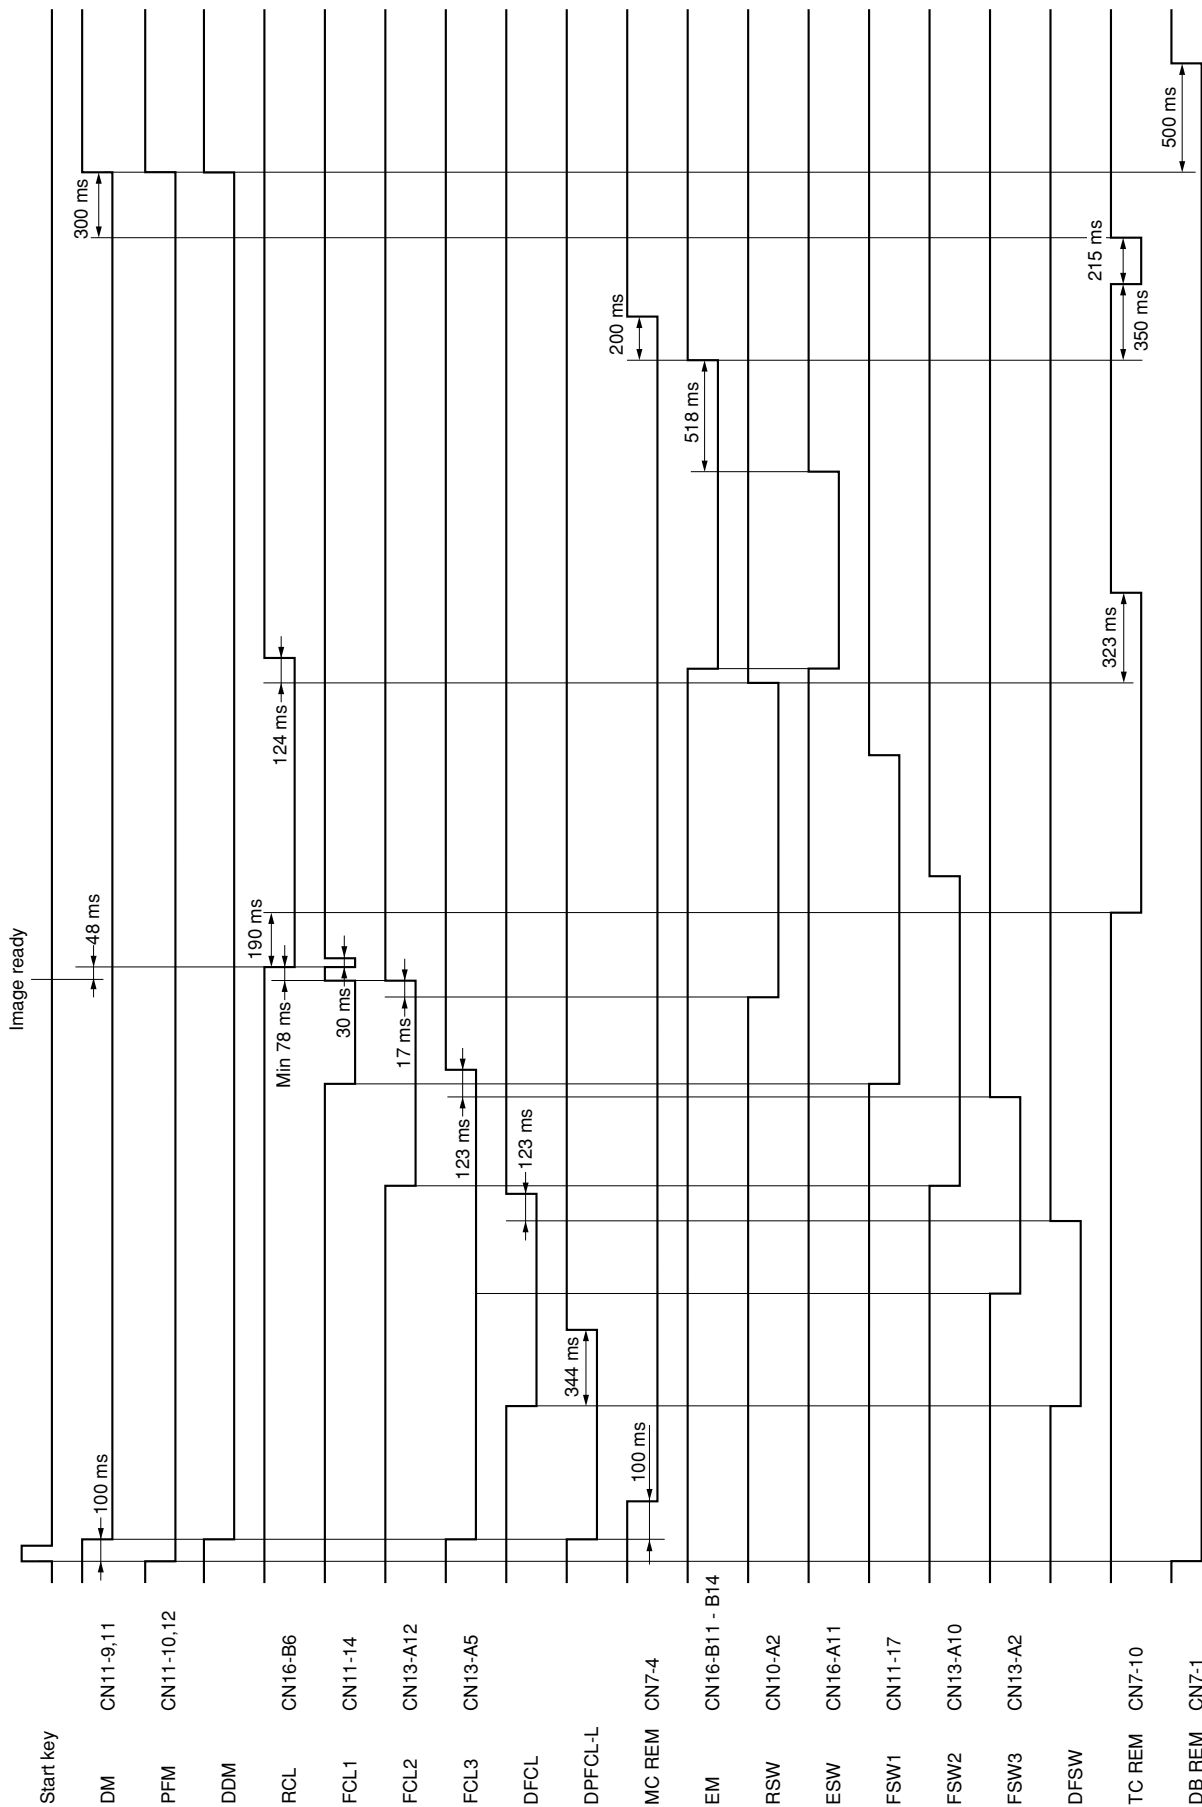 Image ready
Start key
DM CN11-9,11
100 ms
48 ms
300 ms
PFM CN11-10,12
DDM
RCL CN16-B6
Min 78 ms
190 ms
124 ms
FCL1 CN11-14
30 ms
FCL2 CN13-A12
17 ms
FCL3 CN13-A5
123 ms
DFCL
123 ms
DPFCL-L
344 ms
MC REM CN7-4
100 ms
200 ms
EM CN16-B11 - B14
518 ms
RSW CN10-A2
ESW CN16-A11
FSW1 CN11-17
FSW2 CN13-A10
FSW3 CN13-A2
DFSW
TC REM CN7-10
323 ms
350 ms
215 ms
DB REM CN7-1
500 ms